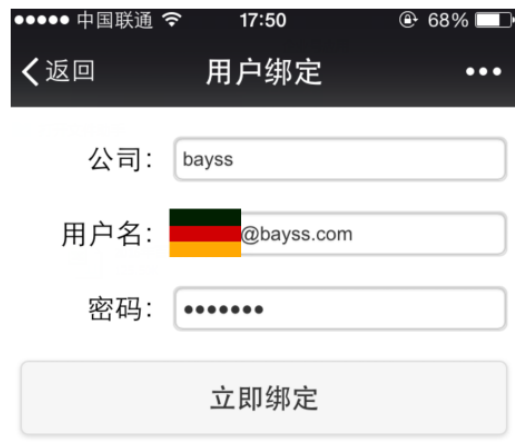 中国联通 17:50 68%
返回 用户绑定
公司: bayss
用户名: @bayss.com
密码: •••••••
立即绑定